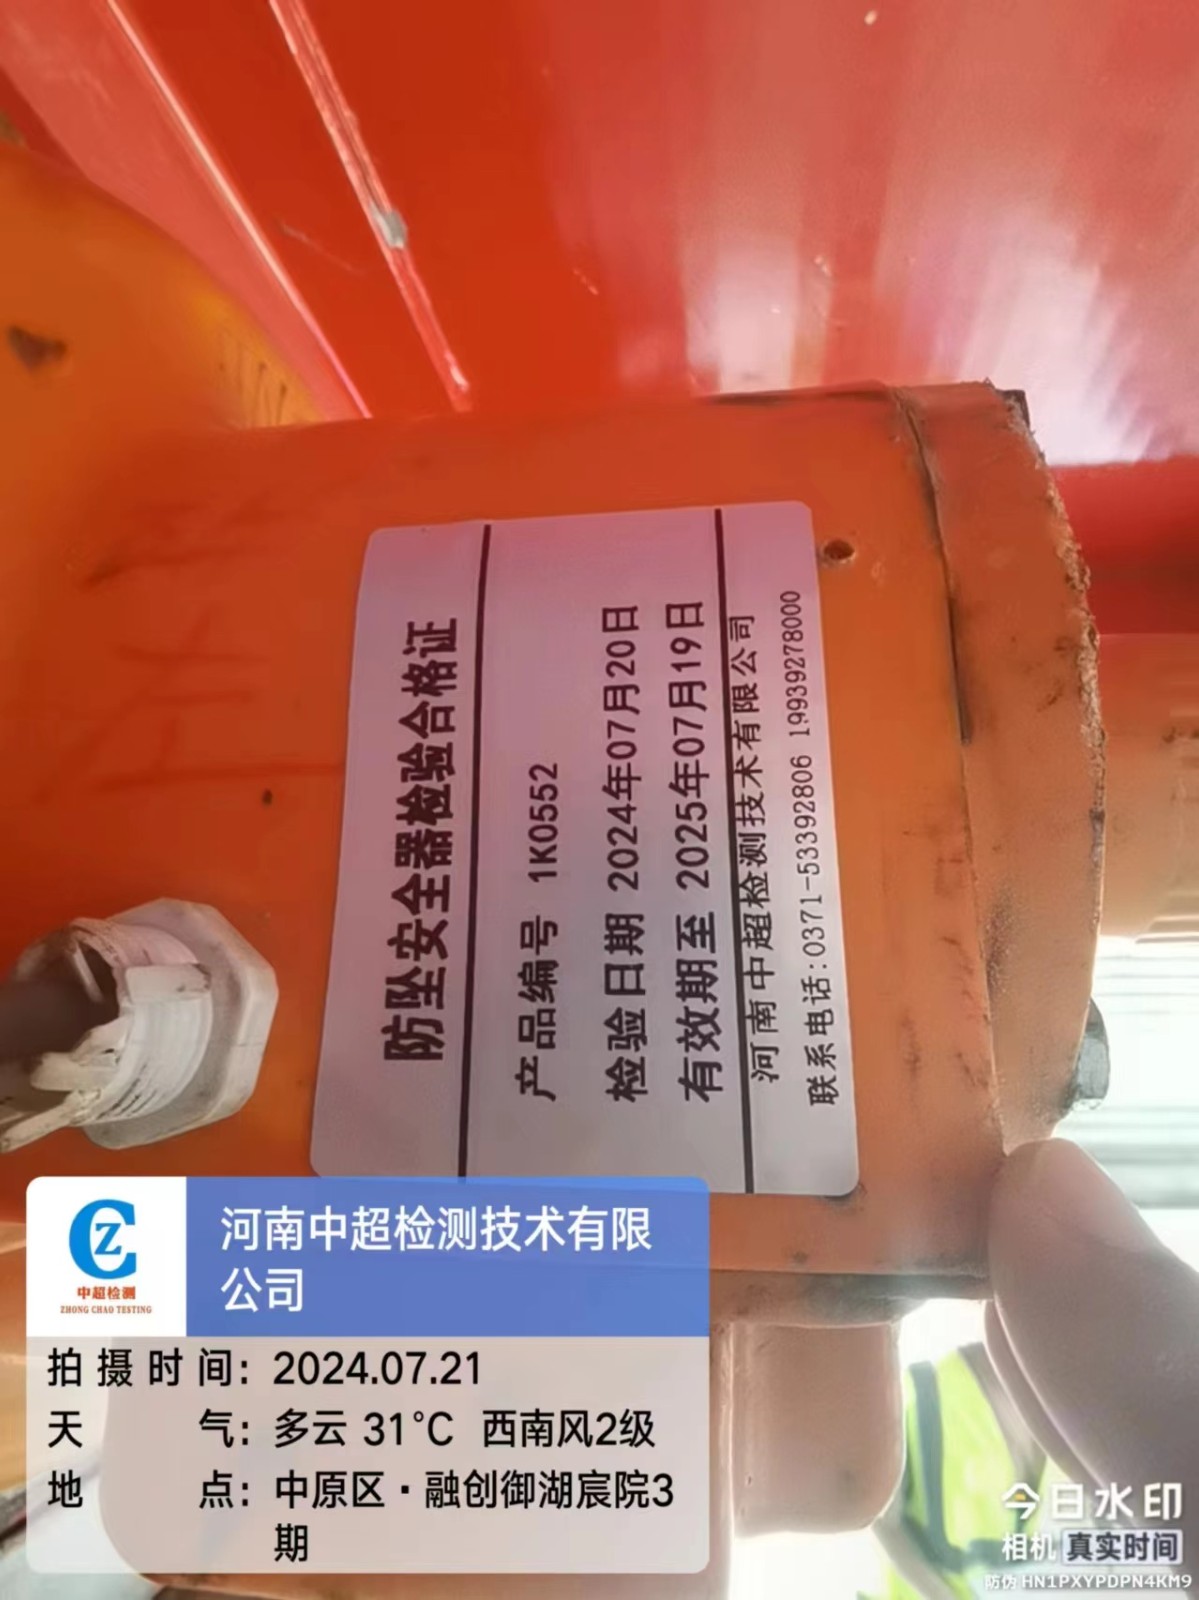 防坠安全器检验合格证
产品编号 1K0552
检验日期 2024年07月20日
有效期至 2025年07月19日
河南中超检测技术有限公司
联系电话:0371-53392806 19939278000
CZ
中超检测
ZHONG CHAO TESTING
河南中超检测技术有限
公司
拍摄时间: 2024.07.21
天气: 多云 31℃ 西南风2级
地点: 中原区·融创御湖宸院3
期
今日水印
相机 真实时间
防伪 HN1PXYPDPN4KM9